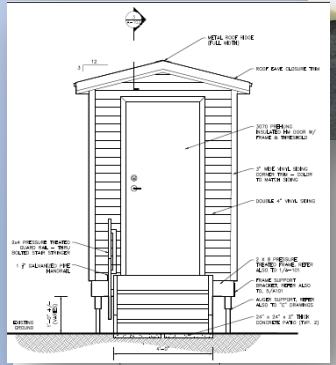 METAL ROOF RIDGE
(FULL WIDTH)
12
3
ROOF EAVE CLOSURE TRIM
3070 PREHUNG
INSULATED HM DOOR W/
FRAME & THRESHOLD
3" WIDE VINYL SIDING
CORNER TRIM - COLOR
TO MATCH SIDING
DOUBLE 4" VINYL SIDING
2x4 PRESSURE TREATED
GUARD RAIL - THRU
BOLTED STAIR STRINGER
GALVANIZED PIPE
HANDRAIL
2 X 8 PRESSURE
TREATED FRAME, REFER
ALSO TO 1/A-101
FRAME SUPPORT
BRACKET, REFER ALSO
TO
AUGER SUPPORT, REFER
ALSO TO "C" DRAWINGS
24" x 24" x 2" THICK
CONCRETE PATIO (TYP. 2)
(VARIES)
EXISTING
GROUND
4'-0"